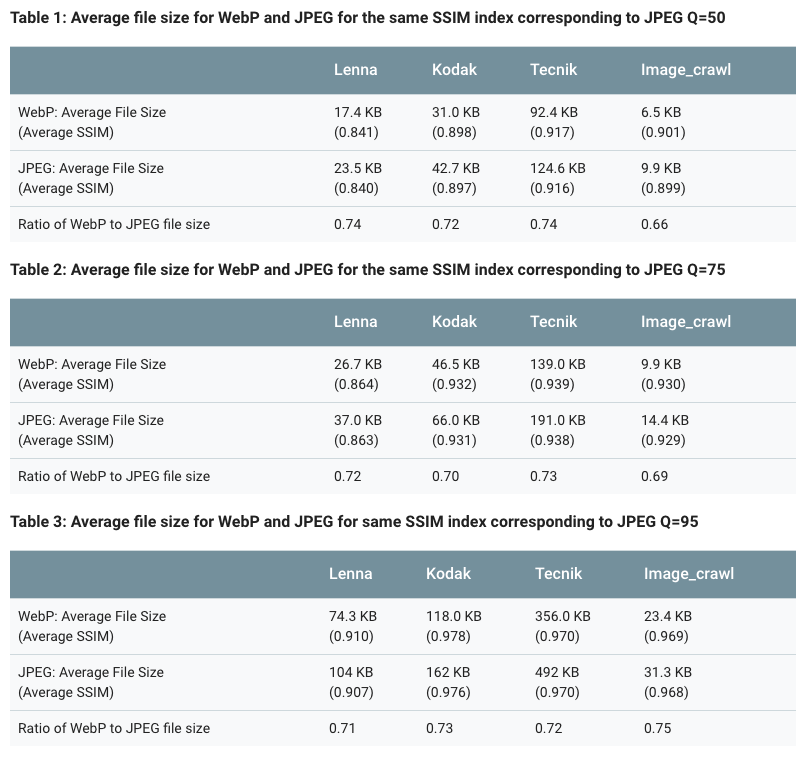 Table 1: Average file size for WebP and JPEG for the same SSIM index corresponding to JPEG Q=50
Lenna Kodak Tecnik Image_crawl
WebP: Average File Size 17.4 KB 31.0 KB 92.4 KB 6.5 KB
(Average SSIM) (0.841) (0.898) (0.917) (0.901)
JPEG: Average File Size 23.5 KB 42.7 KB 124.6 KB 9.9 KB
(Average SSIM) (0.840) (0.897) (0.916) (0.899)
Ratio of WebP to JPEG file size 0.74 0.72 0.74 0.66
Table 2: Average file size for WebP and JPEG for the same SSIM index corresponding to JPEG Q=75
Lenna Kodak Tecnik Image_crawl
WebP: Average File Size 26.7 KB 46.5 KB 139.0 KB 9.9 KB
(Average SSIM) (0.864) (0.932) (0.939) (0.930)
JPEG: Average File Size 37.0 KB 66.0 KB 191.0 KB 14.4 KB
(Average SSIM) (0.863) (0.931) (0.938) (0.929)
Ratio of WebP to JPEG file size 0.72 0.70 0.73 0.69
Table 3: Average file size for WebP and JPEG for same SSIM index corresponding to JPEG Q=95
Lenna Kodak Tecnik Image_crawl
WebP: Average File Size 74.3 KB 118.0 KB 356.0 KB 23.4 KB
(Average SSIM) (0.910) (0.978) (0.970) (0.969)
JPEG: Average File Size 104 KB 162 KB 492 KB 31.3 KB
(Average SSIM) (0.907) (0.976) (0.970) (0.968)
Ratio of WebP to JPEG file size 0.71 0.73 0.72 0.75